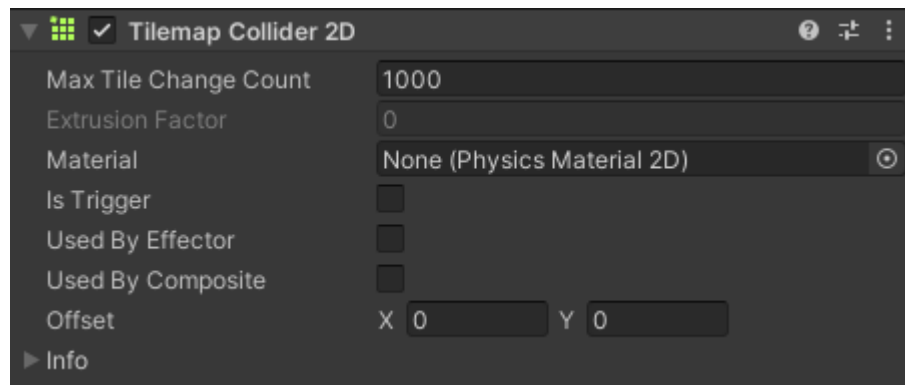 Tilemap Collider 2D
Max Tile Change Count 1000
Extrusion Factor 0
Material None (Physics Material 2D)
Is Trigger
Used By Effector
Used By Composite
Offset X 0 Y 0
Info